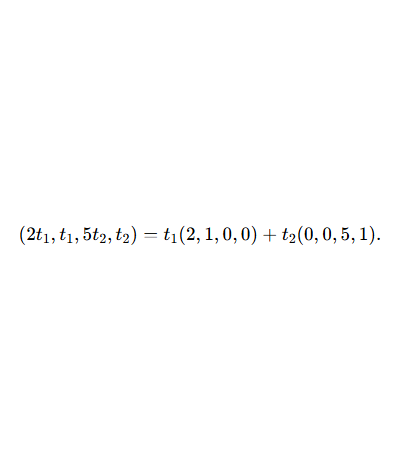 (2t₁, t₁, 5t₂, t₂) = t₁(2, 1, 0, 0) + t₂(0, 0, 5, 1).